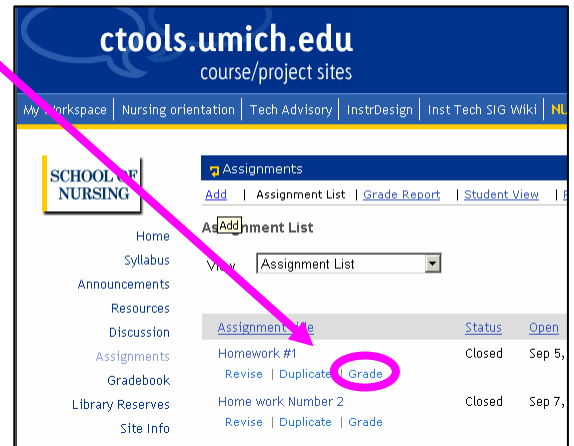 ctools.umich.edu
course/project sites
My Workspace | Nursing orientation | Tech Advisory | InstrDesign | Inst Tech SIG Wiki | NU
SCHOOL OF
NURSING
Assignments
Add | Assignment List | Grade Report | Student View |
Assignment List
Add
View Assignment List
Home
Syllabus
Announcements
Resources
Discussion
Assignments
Gradebook
Library Reserves
Site Info
Assignment title Status Open
Homework #1 Closed Sep 5,
Revise | Duplicate | Grade
Home work Number 2 Closed Sep 7,
Revise | Duplicate | Grade